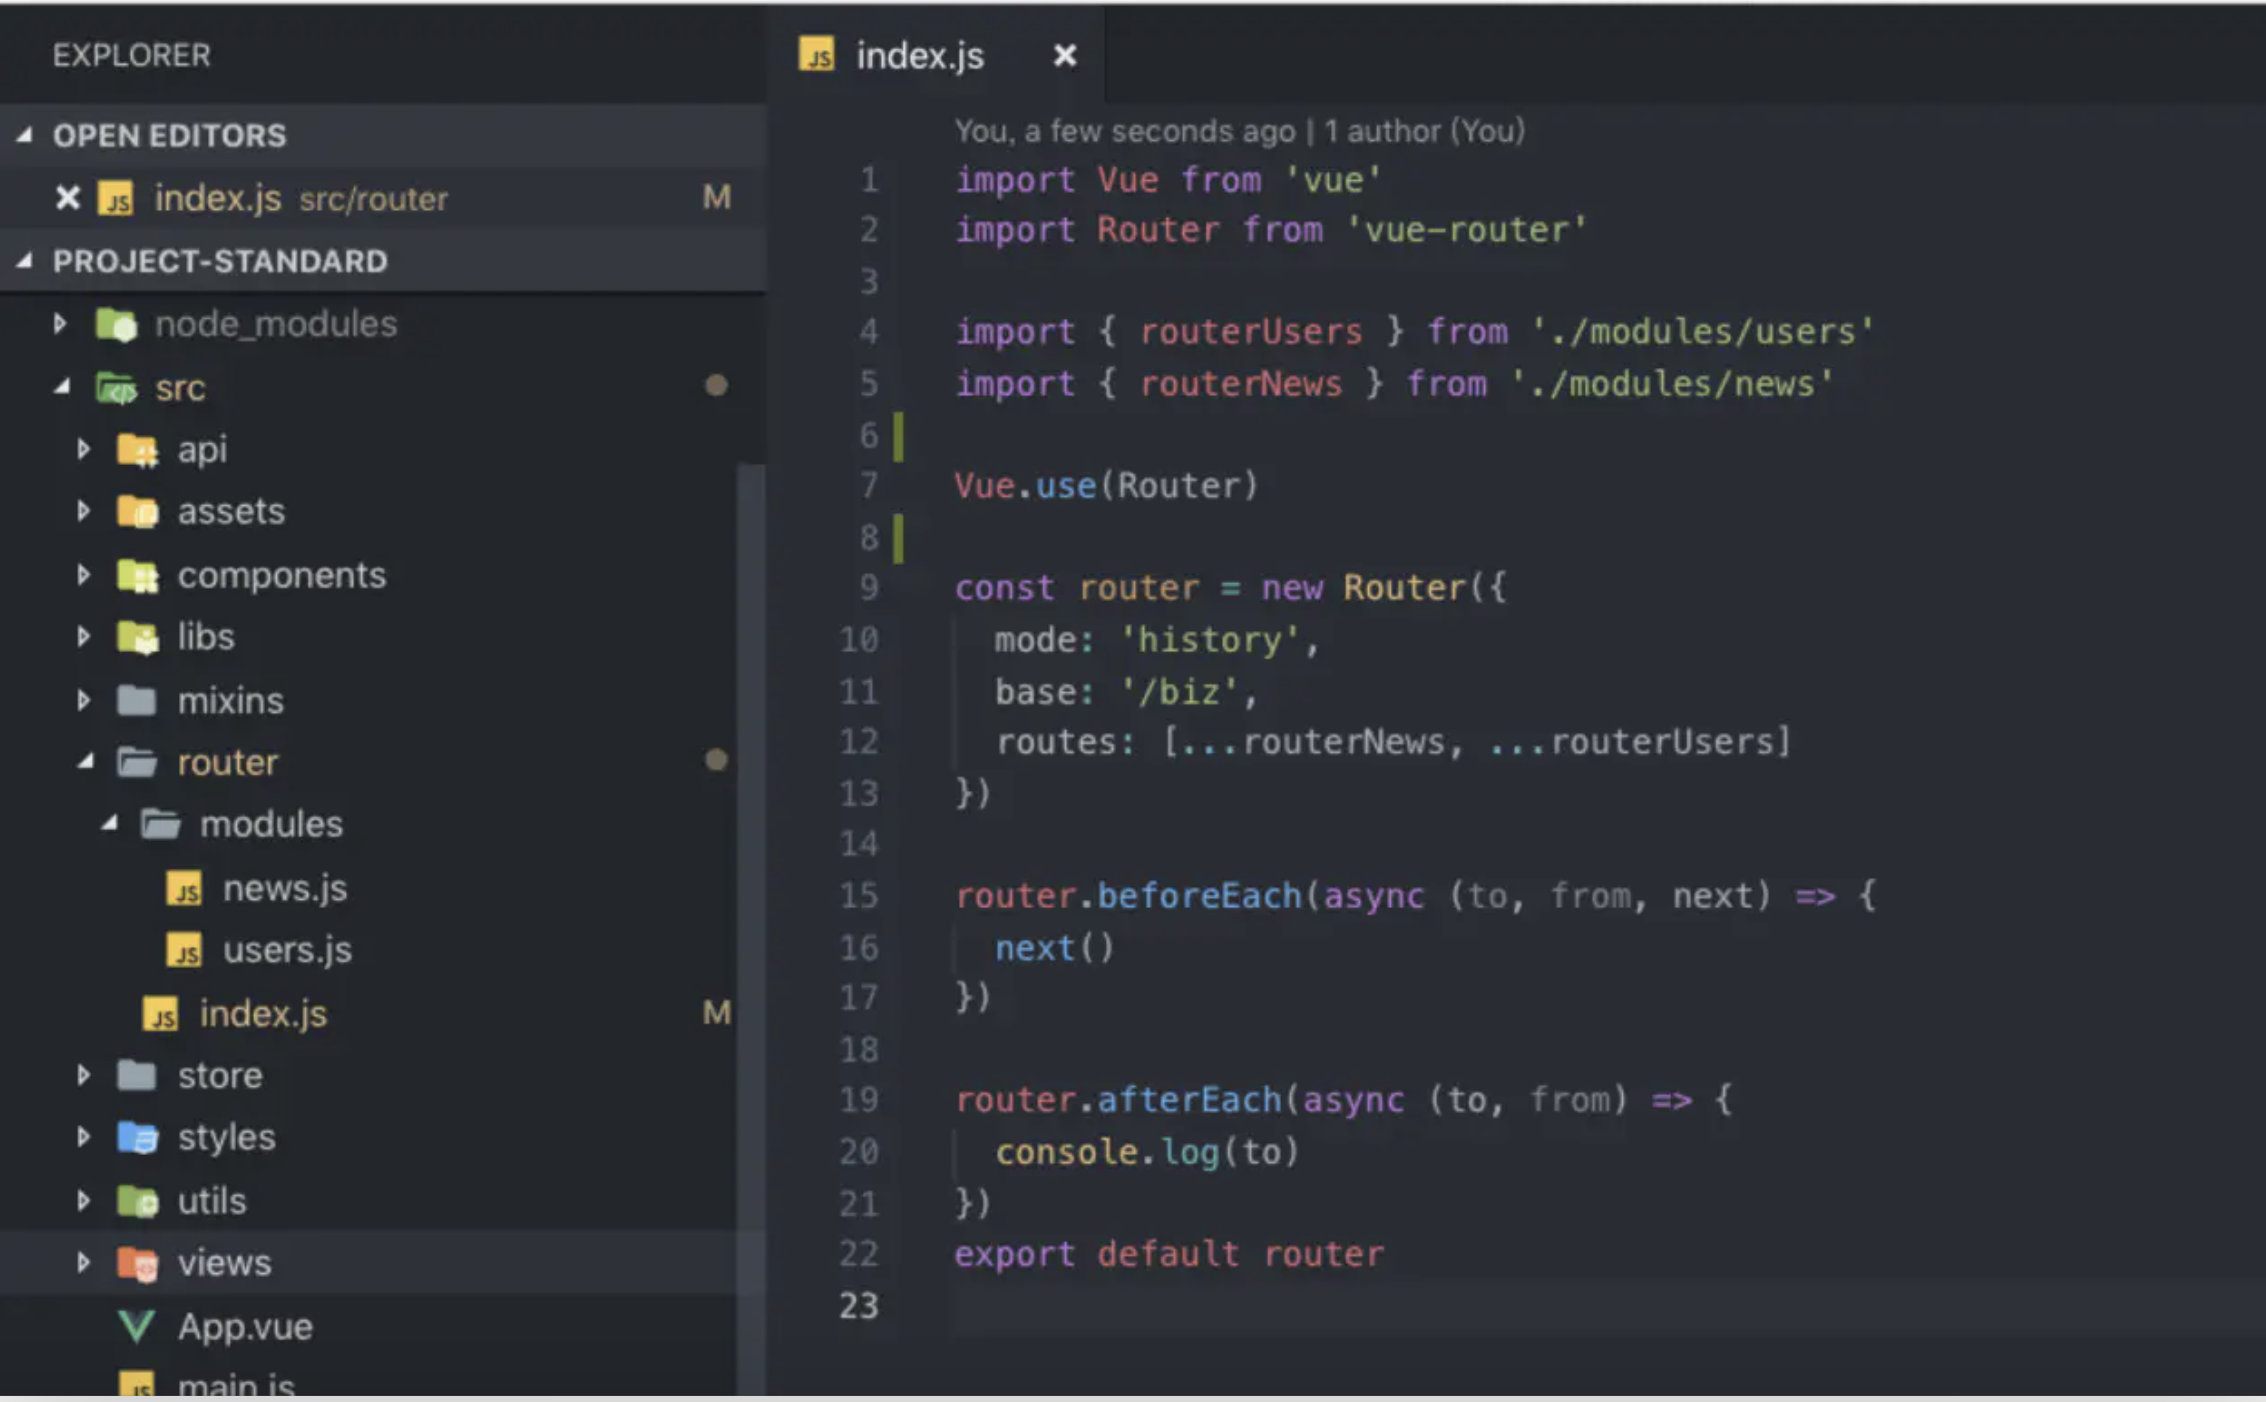 EXPLORER
OPEN EDITORS
index.js src/router M
PROJECT-STANDARD
node_modules
src
api
assets
components
libs
mixins
router
modules
news.js
users.js
index.js M
store
styles
utils
views
App.vue
main.js
index.js
You, a few seconds ago | 1 author (You)
1 import Vue from 'vue'
2 import Router from 'vue-router'
3
4 import { routerUsers } from './modules/users'
5 import { routerNews } from './modules/news'
6
7 Vue.use(Router)
8
9 const router = new Router({
10 mode: 'history',
11 base: '/biz',
12 routes: [...routerNews, ...routerUsers]
13 })
14
15 router.beforeEach(async (to, from, next) => {
16 next()
17 })
18
19 router.afterEach(async (to, from) => {
20 console.log(to)
21 })
22 export default router
23